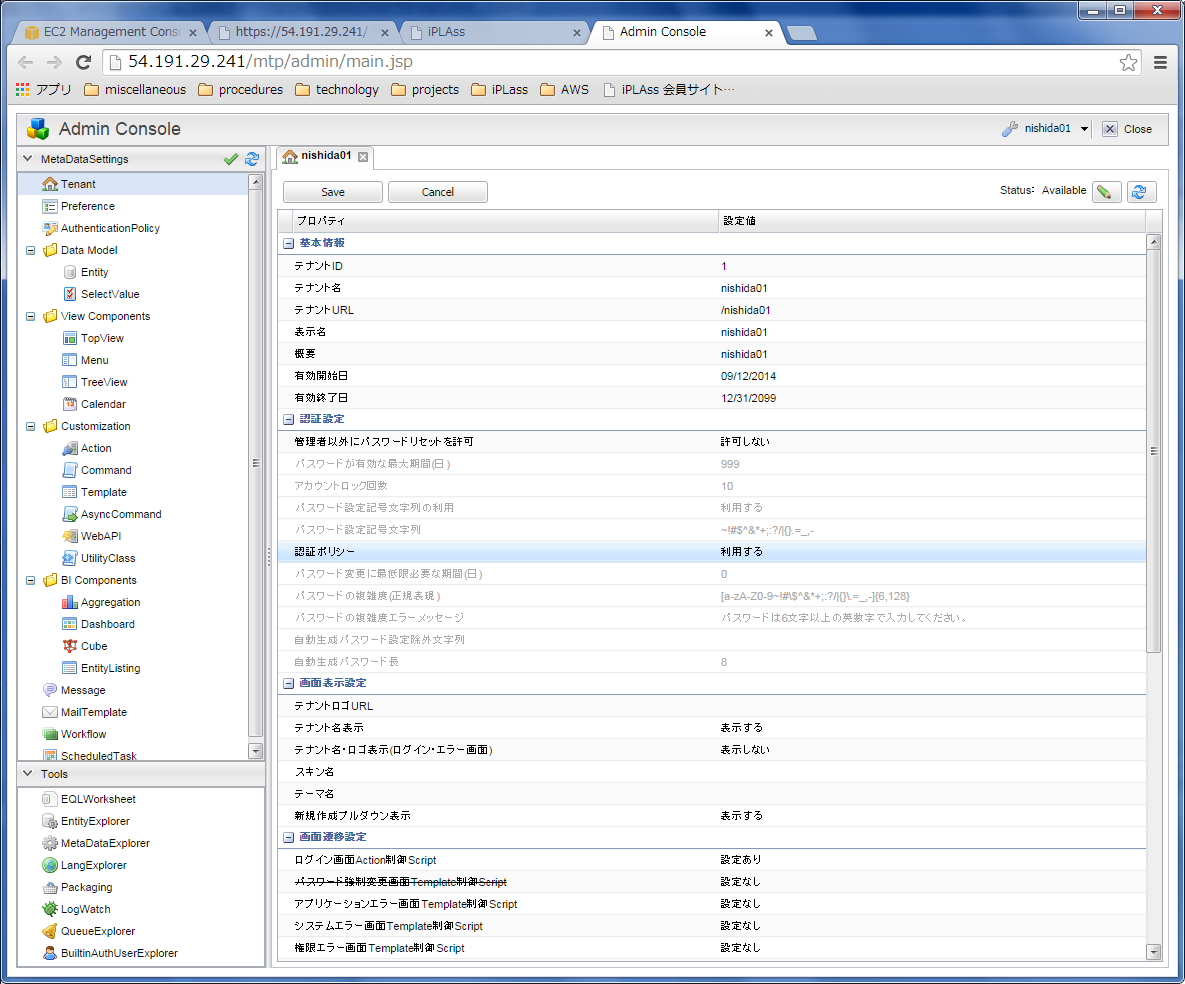 EC2 Management Cons
https://54.191.29.241/
iPLAss
Admin Console
54.191.29.241/mtp/admin/main.jsp
アプリ
miscellaneous
procedures
technology
projects
iPLass
AWS
iPLAss 会員サイト…
Admin Console
nishida01
Close
MetaDataSettings
Tenant
Preference
AuthenticationPolicy
Data Model
Entity
SelectValue
View Components
TopView
Menu
TreeView
Calendar
Customization
Action
Command
Template
AsyncCommand
WebAPI
UtilityClass
BI Components
Aggregation
Dashboard
Cube
EntityListing
Message
MailTemplate
Workflow
ScheduledTask
Tools
EQLWorksheet
EntityExplorer
MetaDataExplorer
LangExplorer
Packaging
LogWatch
QueueExplorer
BuiltinAuthUserExplorer
nishida01
Save Cancel Status: Available
プロパティ 設定値
基本情報
テナントID 1
テナント名 nishida01
テナントURL /nishida01
表示名 nishida01
概要 nishida01
有効開始日 09/12/2014
有効終了日 12/31/2099
認証設定
管理者以外にパスワードリセットを許可 許可しない
パスワードが有効な最大期間(日) 999
アカウントロック回数 10
パスワード設定記号文字列の利用 利用する
パスワード設定記号文字列 ~!#$^&*+;:?/|{}.=_,-
認証ポリシー 利用する
パスワード変更に最低限必要な期間(日) 0
パスワードの複雑度(正規表現) [a-zA-Z0-9~!#\$^&*+;:?/|{}\.=_,-]{6,128}
パスワードの複雑度エラーメッセージ パスワードは6文字以上の英数字で入力してください。
自動生成パスワード設定除外文字列
自動生成パスワード長 8
画面表示設定
テナントロゴURL
テナント名表示 表示する
テナント名・ロゴ表示(ログイン・エラー画面) 表示しない
スキン名
テーマ名
新規作成プルダウン表示 表示する
画面遷移設定
ログイン画面Action制御Script 設定あり
パスワード強制変更画面Template制御Script 設定なし
アプリケーションエラー画面Template制御Script 設定なし
システムエラー画面Template制御Script 設定なし
権限エラー画面Template制御Script 設定なし